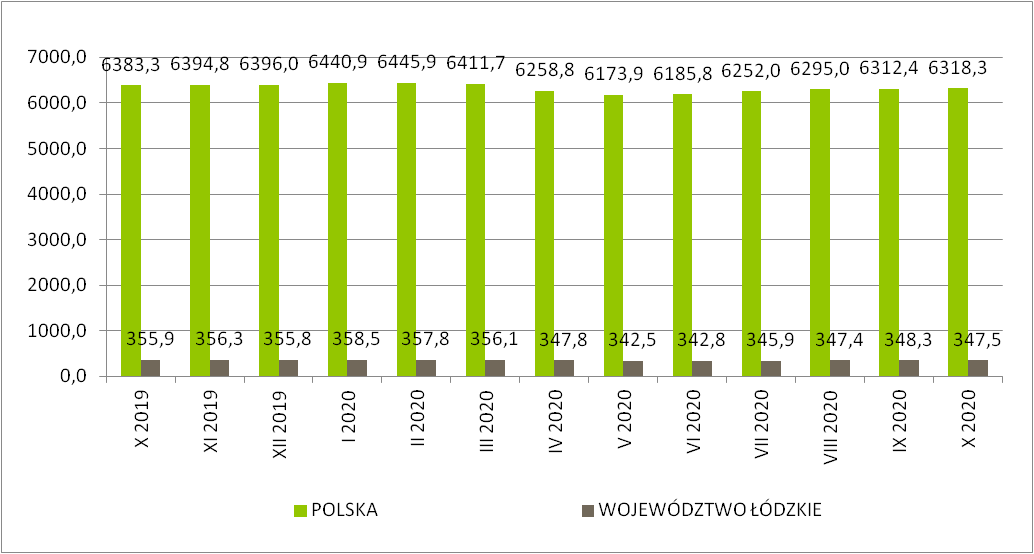 7000,0
6000,0
5000,0
4000,0
3000,0
2000,0
1000,0
0,0
6383,3 6394,8 6396,0 6440,9 6445,9 6411,7 6258,8 6173,9 6185,8 6252,0 6295,0 6312,4 6318,3
355,9 356,3 355,8 358,5 357,8 356,1 347,8 342,5 342,8 345,9 347,4 348,3 347,5
X 2019
XI 2019
XII 2019
I 2020
II 2020
III 2020
IV 2020
V 2020
VI 2020
VII 2020
VIII 2020
IX 2020
X 2020
POLSKA
WOJEWÓDZTWO ŁÓDZKIE